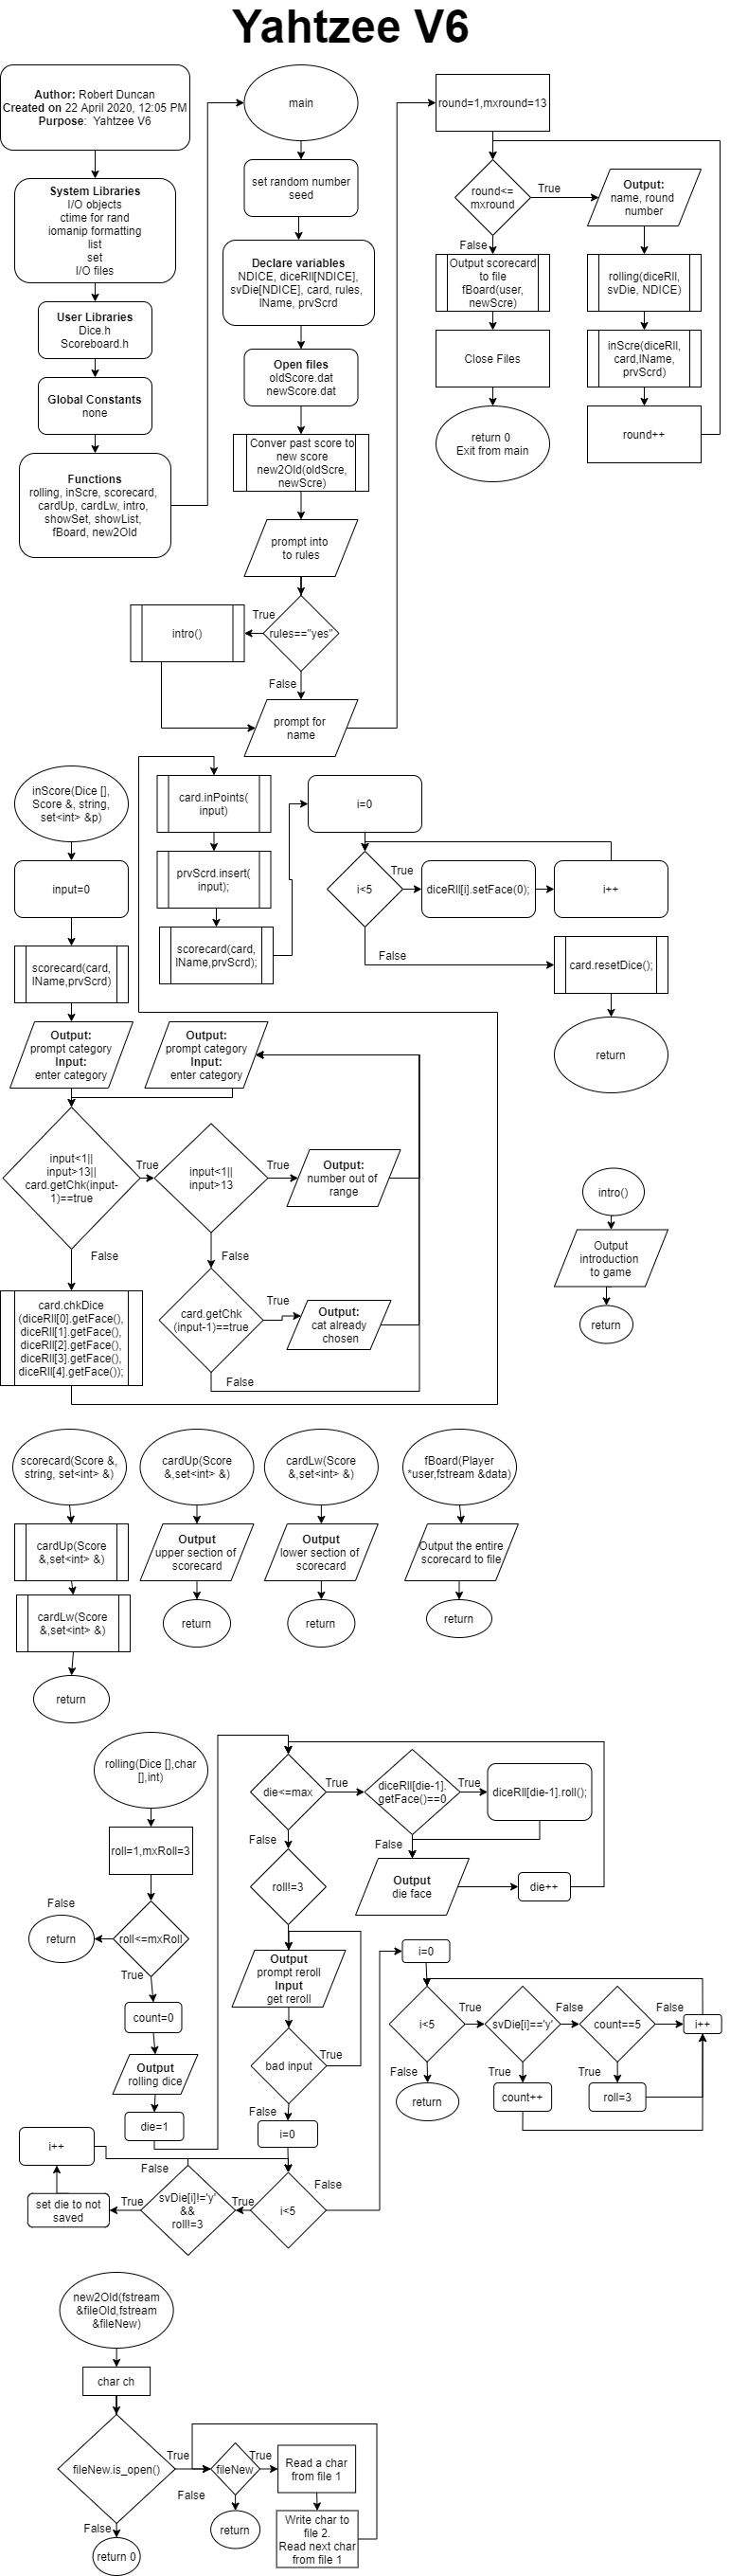 Yahtzee V6
Author: Robert Duncan
Created on 22 April 2020, 12:05 PM
Purpose: Yahtzee V6
System Libraries
I/O objects
ctime for rand
iomanip formatting
list
set
I/O files
User Libraries
Dice.h
Scoreboard.h
Global Constants
none
Functions
rolling, inScre, scorecard,
cardUp, cardLw, intro,
showSet, showList,
fBoard, new2Old
main
set random number
seed
Declare variables
NDICE, diceRll[NDICE],
svDie[NDICE], card, rules,
lName, prvScrd
Open files
oldScore.dat
newScore.dat
Conver past score to
new score
new2Old(oldScre,
newScre)
prompt into
to rules
rules=="yes"
True
intro()
False
prompt for
name
round=1,mxround=13
round<=
mxround
True
Output:
name, round
number
False
Output scorecard
to file
fBoard(user,
newScre)
rolling(diceRll,
svDie, NDICE)
Close Files
inScre(diceRll,
card,lName,
prvScrd)
return 0
Exit from main
round++
inScore(Dice [],
Score &, string,
set<int> &p)
input=0
scorecard(card,
lName,prvScrd)
Output:
prompt category
Input:
enter category
Output:
prompt category
Input:
enter category
input<1||
input>13||
card.getChk(input-
1)==true
True
input<1||
input>13
True
Output:
number out of
range
False
False
card.chkDice
(diceRll[0].getFace(),
diceRll[1].getFace(),
diceRll[2].getFace(),
diceRll[3].getFace(),
diceRll[4].getFace());
card.getChk
(input-1)==true
True
Output:
cat already
chosen
False
card.inPoints(
input)
prvScrd.insert(
input);
scorecard(card,
lName,prvScrd);
i=0
i<5
True
diceRll[i].setFace(0);
i++
False
card.resetDice();
return
intro()
Output
introduction
to game
return
scorecard(Score &,
string, set<int> &)
cardUp(Score
&,set<int> &)
cardLw(Score
&,set<int> &)
return
cardUp(Score
&,set<int> &)
Output
upper section of
scorecard
return
cardLw(Score
&,set<int> &)
Output
lower section of
scorecard
return
fBoard(Player
*user,fstream &data)
Output the entire
scorecard to file
return
rolling(Dice [],char
[],int)
roll=1,mxRoll=3
False
return
roll<=mxRoll
True
count=0
Output
rolling dice
die=1
die<=max
True
diceRll[die-1].
getFace()==0
True
diceRll[die-1].roll();
False
False
Output
die face
die++
roll!=3
Output
prompt reroll
Input
get reroll
bad input
True
False
i=0
i<5
False
True
svDie[i]!='y'
&&
roll!=3
False
True
set die to not
saved
i++
i=0
i<5
True
svDie[i]=='y'
False
count==5
False
i++
False
return
True
count++
True
roll=3
new2Old(fstream
&fileOld,fstream
&fileNew)
char ch
fileNew.is_open()
True
fileNew
True
Read a char
from file 1
False
return
Write char to
file 2.
Read next char
from file 1
False
return 0